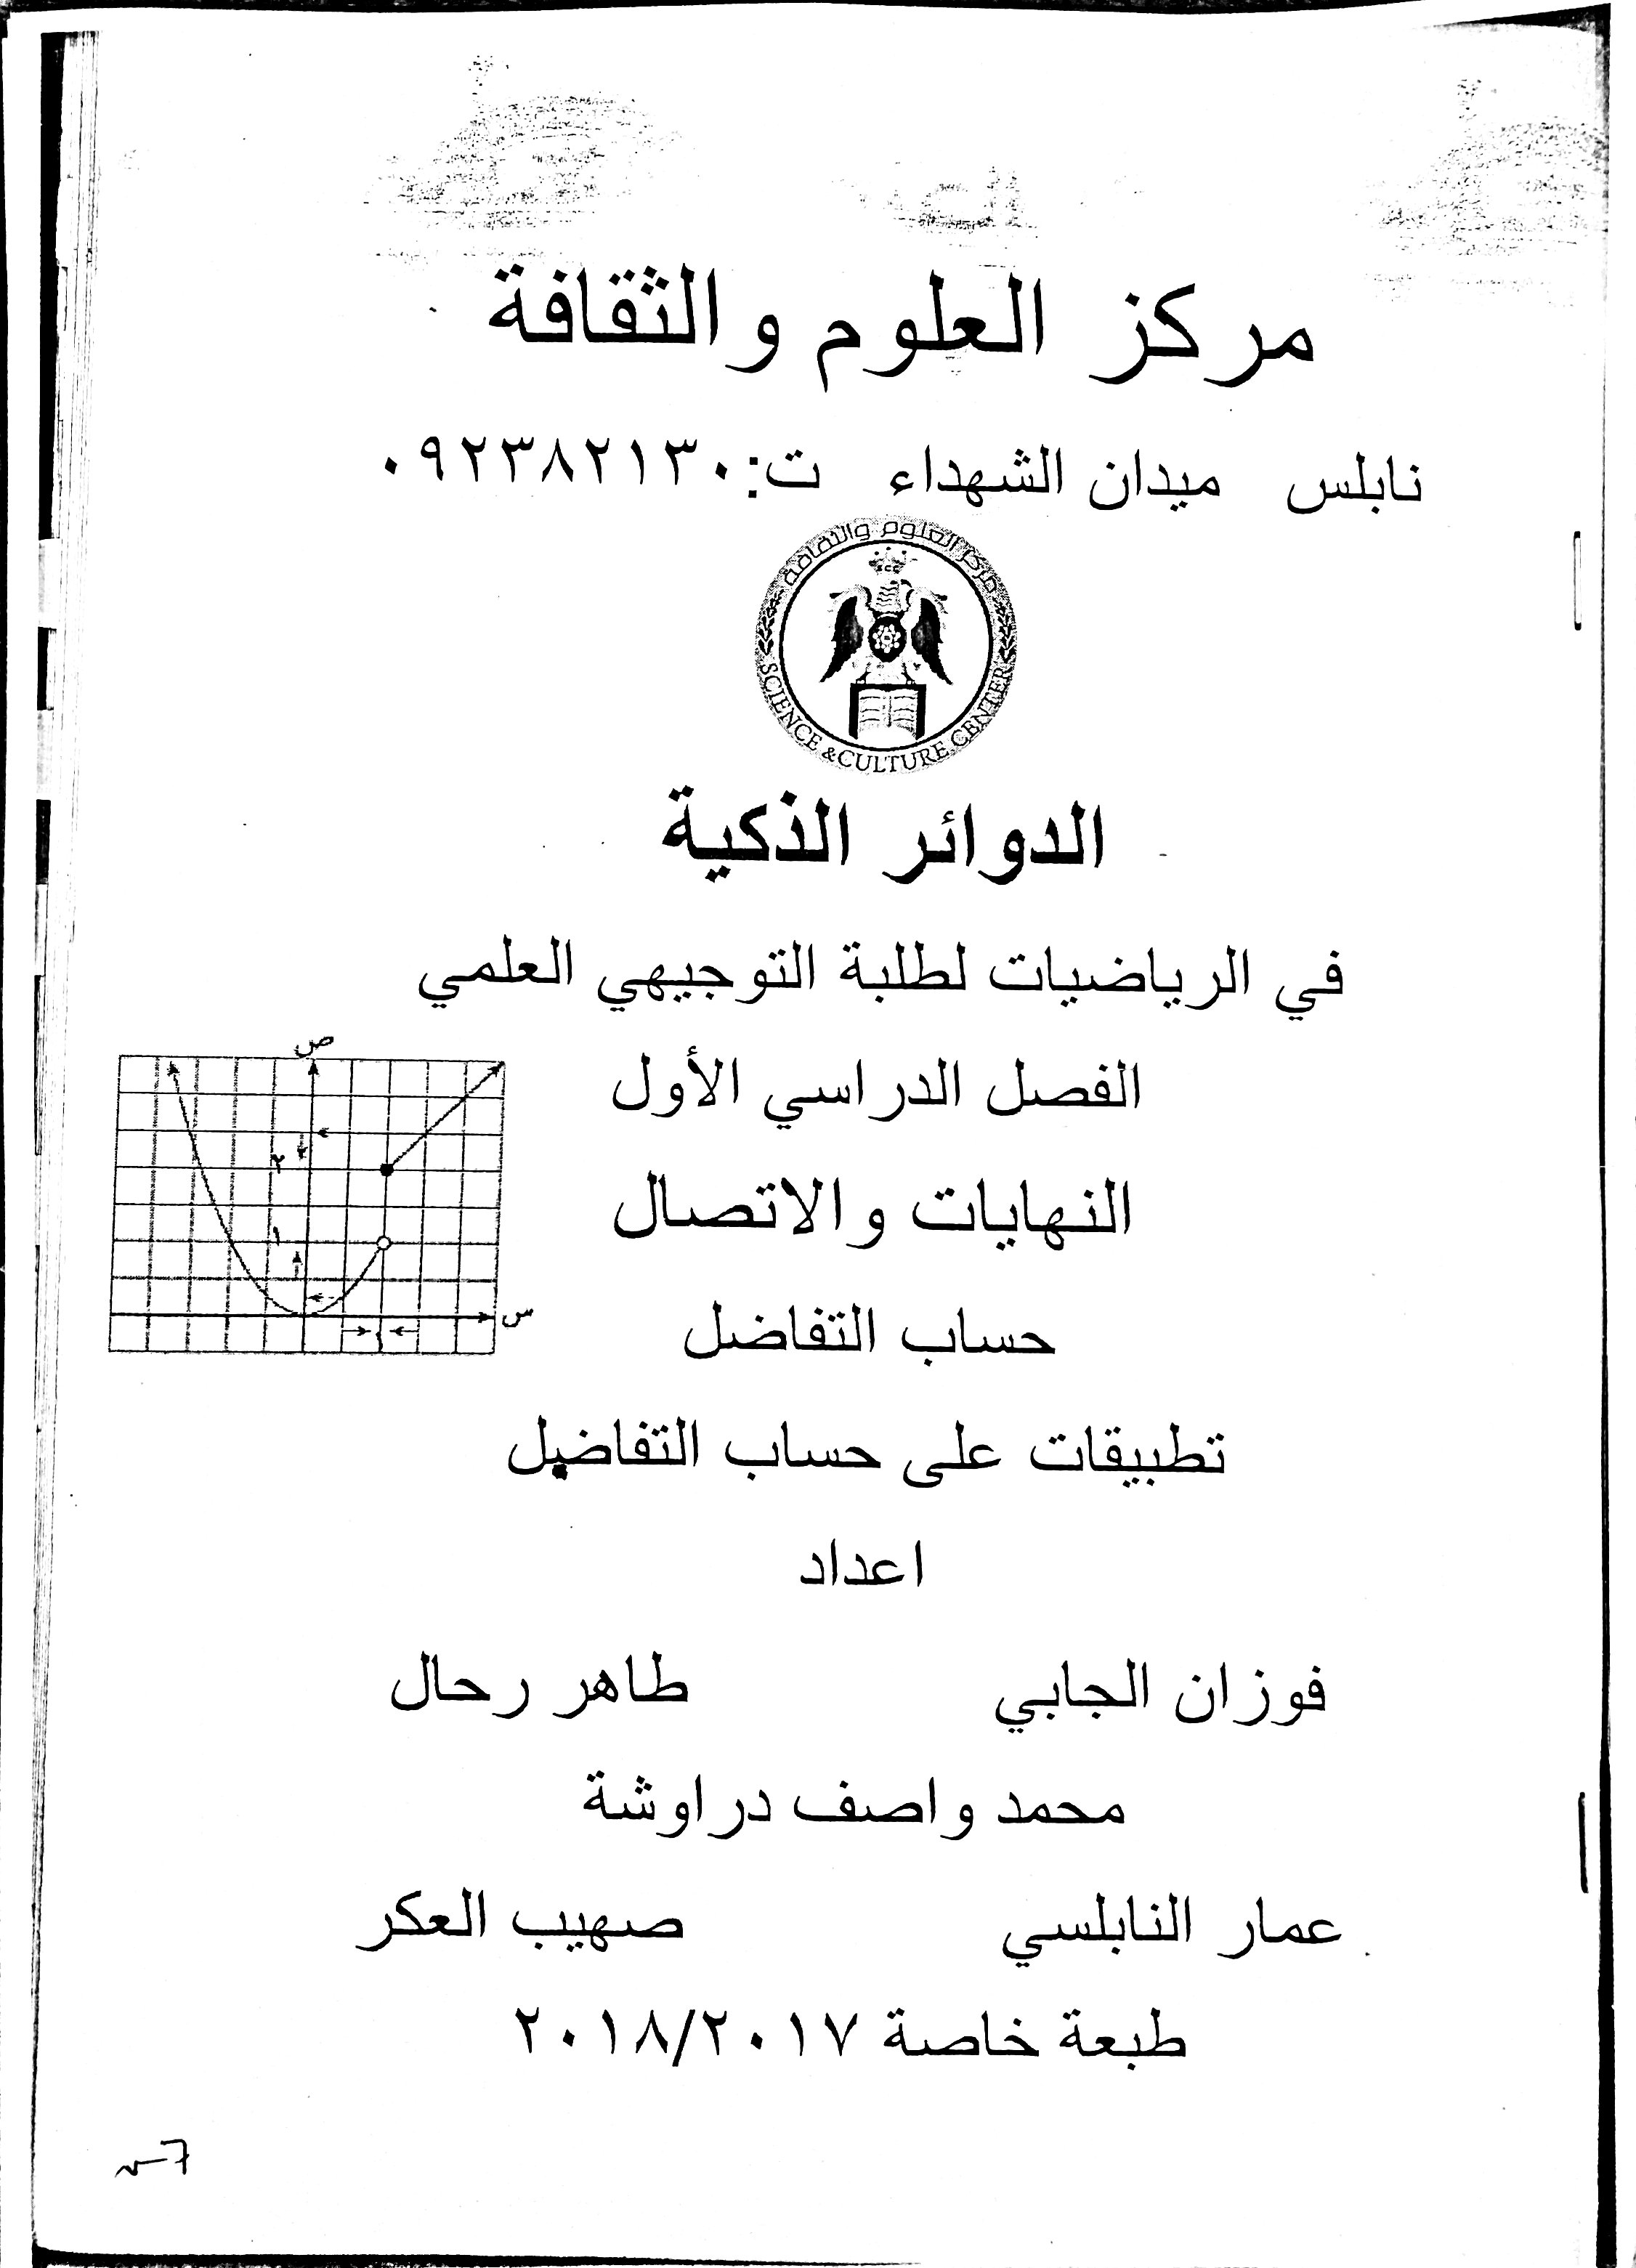 مركز العلوم والثقافة
نابلس ميدان الشهداء ت:٠٩٢٣٨٢١٣٠
مركز العلوم والثقافة
SCC
SCIENCE &CULTURE CENTER
الدوائر الذكية
في الرياضيات لطلبة التوجيهي العلمي
الفصل الدراسي الأول
النهايات والاتصال
حساب التفاضل
تطبيقات على حساب التفاضل
اعداد
فوزان الجابي طاهر رحال
محمد واصف دراوشة
عمار النابلسي صهيب العكر
طبعة خاصة ٢٠١٨/٢٠١٧
ص
٢
١
س
١